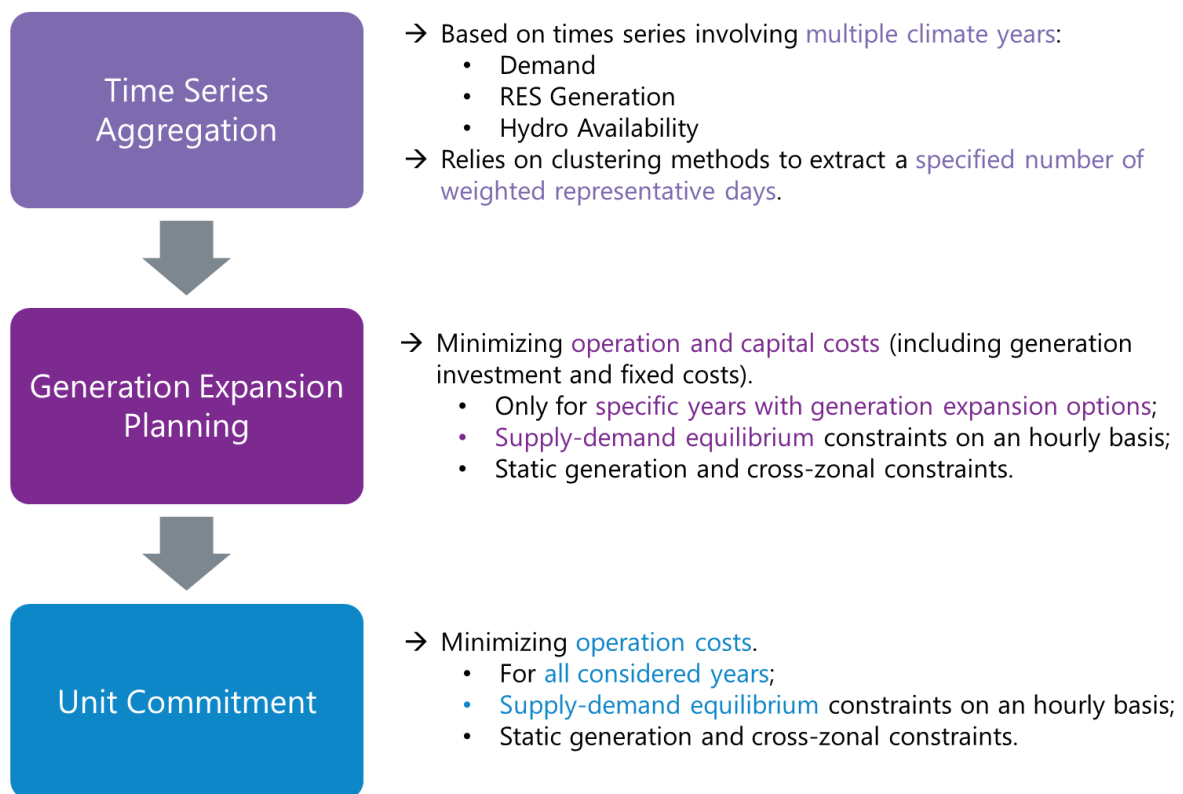 Time Series
Aggregation
→ Based on times series involving multiple climate years:
• Demand
• RES Generation
• Hydro Availability
→ Relies on clustering methods to extract a specified number of
weighted representative days.
Generation Expansion
Planning
→ Minimizing operation and capital costs (including generation
investment and fixed costs).
• Only for specific years with generation expansion options;
• Supply-demand equilibrium constraints on an hourly basis;
• Static generation and cross-zonal constraints.
Unit Commitment
→ Minimizing operation costs.
• For all considered years;
• Supply-demand equilibrium constraints on an hourly basis;
• Static generation and cross-zonal constraints.